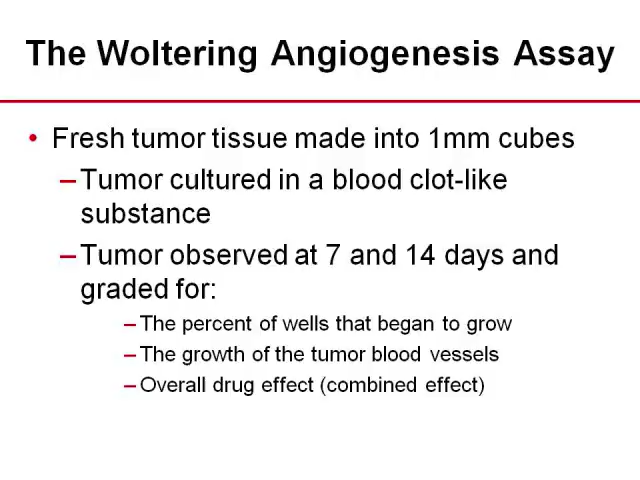 The Woltering Angiogenesis Assay
• Fresh tumor tissue made into 1mm cubes
– Tumor cultured in a blood clot-like
substance
– Tumor observed at 7 and 14 days and
graded for:
– The percent of wells that began to grow
– The growth of the tumor blood vessels
– Overall drug effect (combined effect)